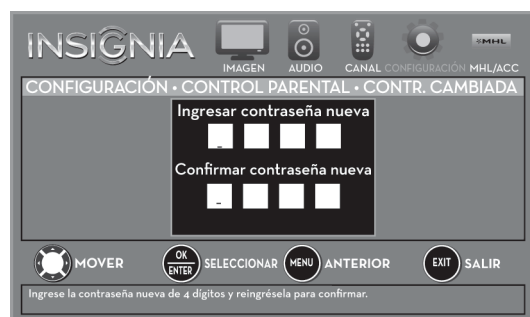 INSIGNIA
IMAGEN AUDIO CANAL CONFIGURACIÓN MHL/ACC
MHL
CONFIGURACIÓN • CONTROL PARENTAL • CONTR. CAMBIADA
Ingresar contraseña nueva
Confirmar contraseña nueva
MOVER OK ENTER SELECCIONAR MENU ANTERIOR EXIT SALIR
Ingrese la contraseña nueva de 4 dígitos y reingrésela para confirmar.